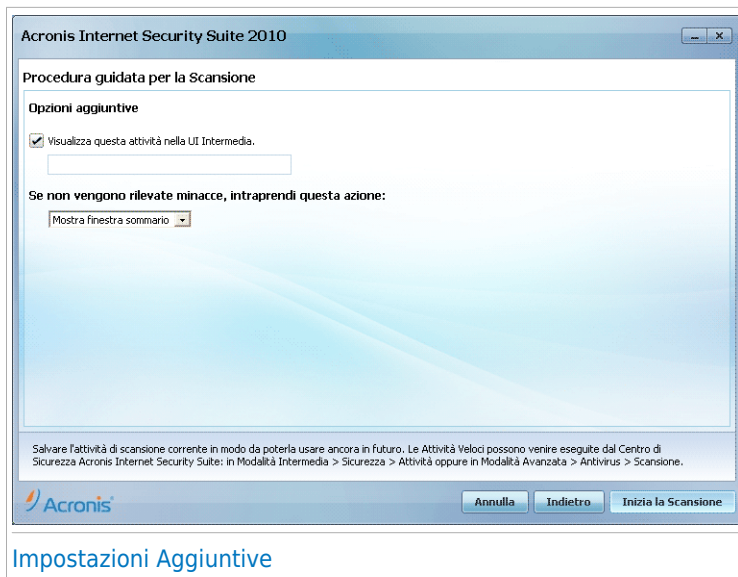 Acronis Internet Security Suite 2010
Procedura guidata per la Scansione
Opzioni aggiuntive
Visualizza questa attività nella UI Intermedia.
Se non vengono rilevate minacce, intraprendi questa azione:
Mostra finestra sommario
Salvare l'attività di scansione corrente in modo da poterla usare ancora in futuro. Le Attività Veloci possono venire eseguite dal Centro di
Sicurezza Acronis Internet Security Suite: in Modalità Intermedia > Sicurezza > Attività oppure in Modalità Avanzata > Antivirus > Scansione.
Acronis
Annulla
Indietro
Inizia la Scansione
Impostazioni Aggiuntive